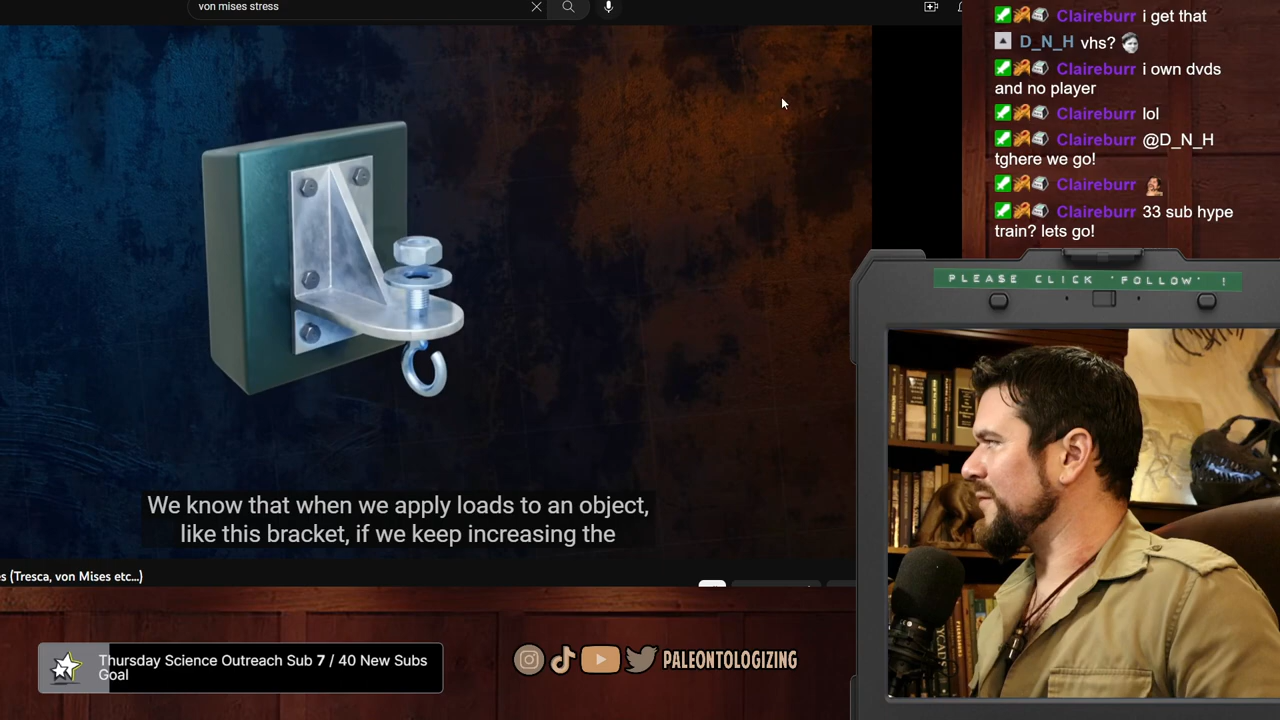 von mises stress
We know that when we apply loads to an object,
like this bracket, if we keep increasing the
s (Tresca, von Mises etc...)
Thursday Science Outreach Sub 7 / 40 New Subs
Goal
PALEONTOLOGIZING
Claireburr i get that
D_N_H vhs?
Claireburr i own dvds
and no player
Claireburr lol
Claireburr @D_N_H
tghere we go!
Claireburr
Claireburr 33 sub hype
train? lets go!
PLEASE CLICK 'FOLLOW' !